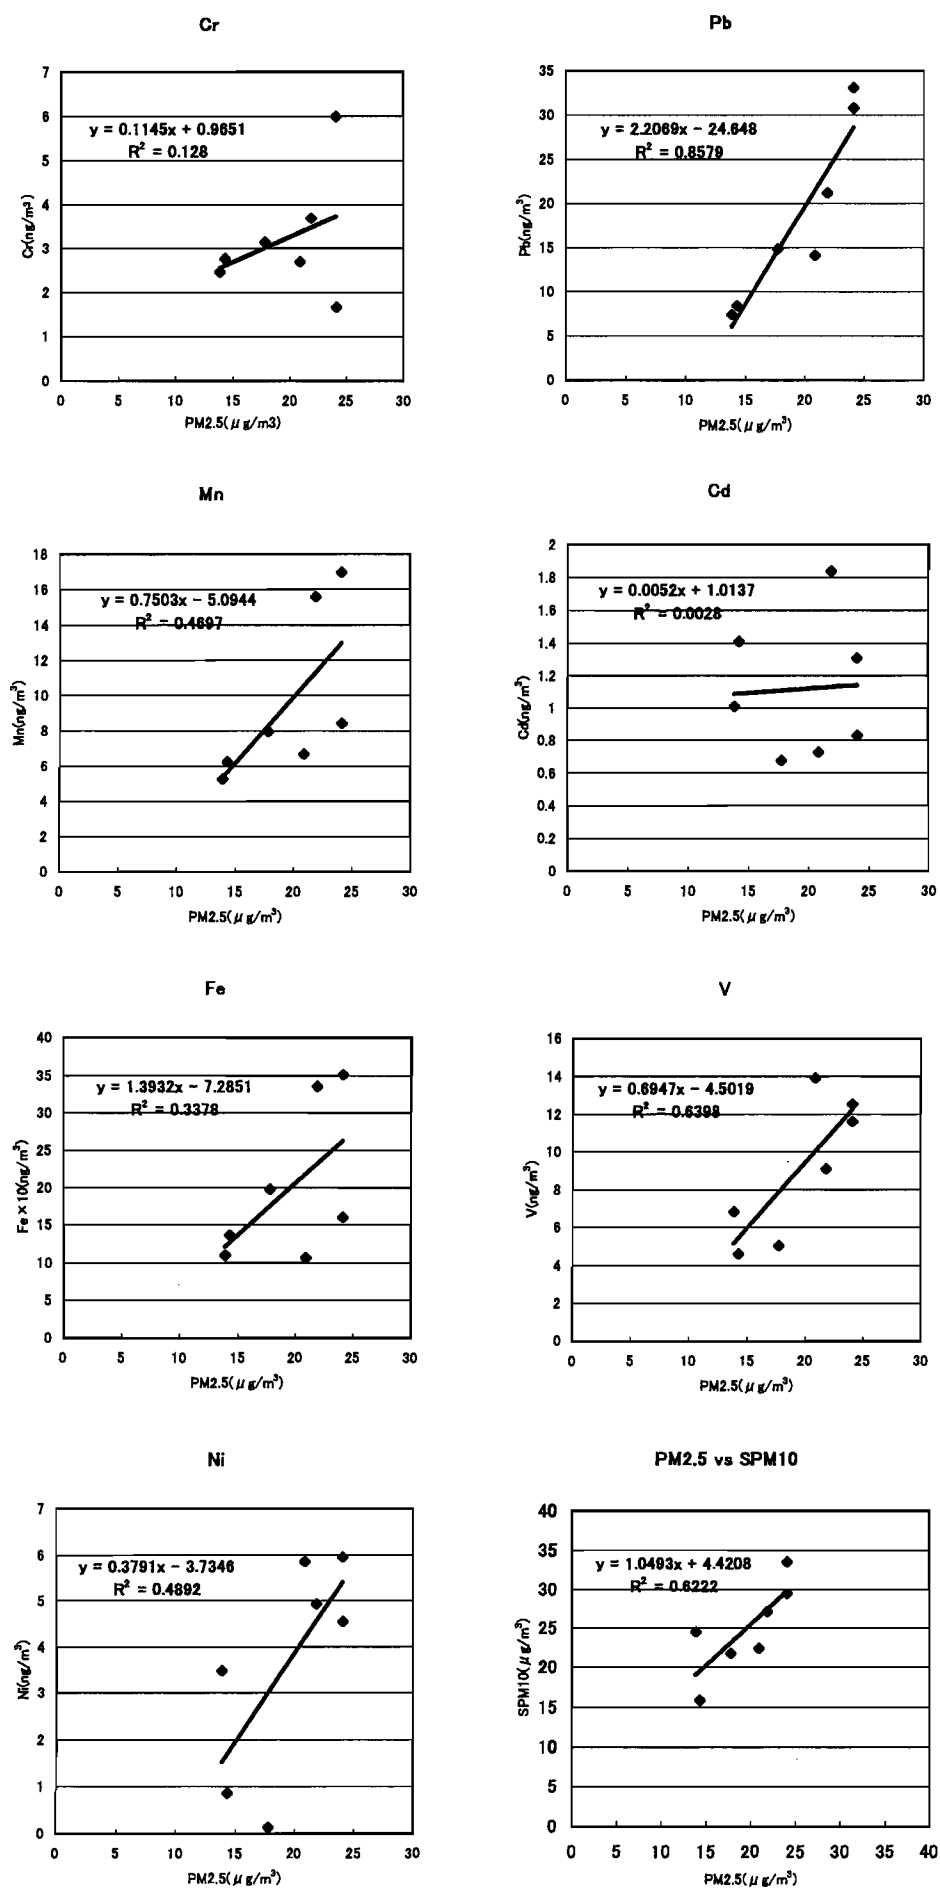 Cr
7
6
5
4
3
2
1
0
y = 0.1145x + 0.9651
R² = 0.128
Cr(ng/m3)
0 5 10 15 20 25 30
PM2.5(μg/m3)
Pb
35
30
25
20
15
10
5
0
y = 2.2069x − 24.648
R² = 0.8579
Pb(ng/m³)
0 5 10 15 20 25 30
PM2.5(μg/m³)
Mn
18
16
14
12
10
8
6
4
2
0
y = 0.7503x − 5.0944
R² = 0.4697
Mn(ng/m³)
0 5 10 15 20 25 30
PM2.5(μg/m³)
Cd
2
1.8
1.6
1.4
1.2
1
0.8
0.6
0.4
0.2
0
y = 0.0052x + 1.0137
R² = 0.0028
Cd(ng/m³)
0 5 10 15 20 25 30
PM2.5(μg/m³)
Fe
40
35
30
25
20
15
10
5
0
y = 1.3932x − 7.2851
R² = 0.3378
Fe×10(ng/m³)
0 5 10 15 20 25 30
PM2.5(μg/m³)
V
16
14
12
10
8
6
4
2
0
y = 0.6947x − 4.5019
R² = 0.6398
V(ng/m³)
0 5 10 15 20 25 30
PM2.5(μg/m³)
Ni
7
6
5
4
3
2
1
0
y = 0.3791x − 3.7346
R² = 0.4892
Ni(ng/m³)
0 5 10 15 20 25 30
PM2.5(μg/m³)
PM2.5 vs SPM10
40
35
30
25
20
15
10
5
0
y = 1.0493x + 4.4208
R² = 0.6222
SPM10(μg/m³)
0 5 10 15 20 25 30 35 40
PM2.5(μg/m³)